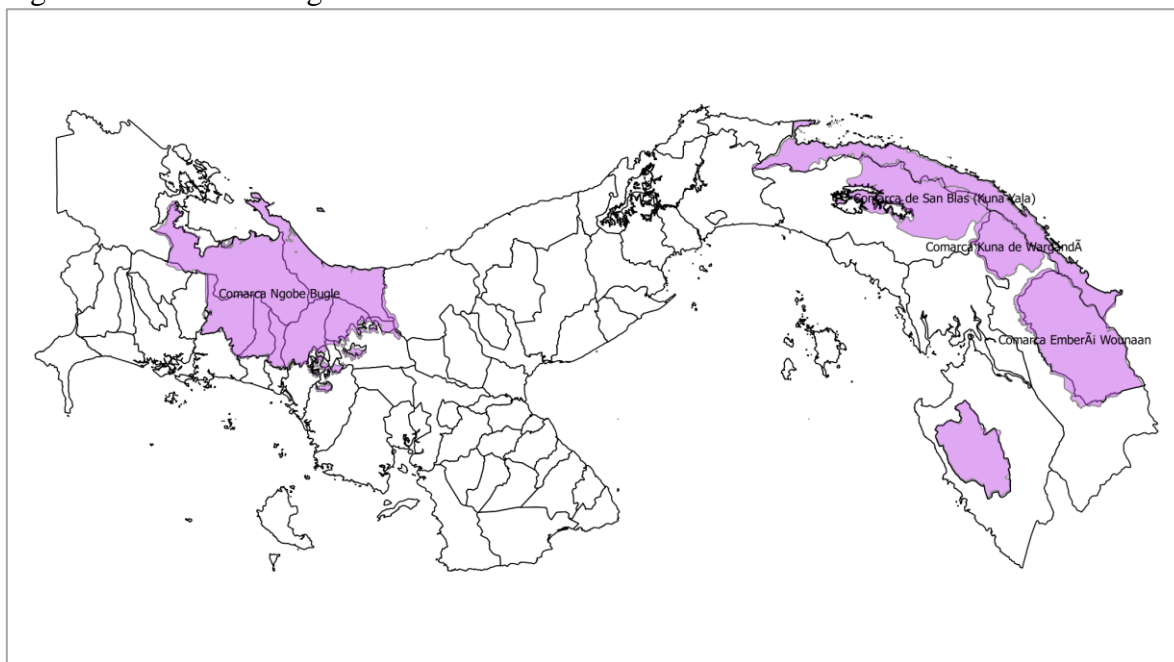 Comarca de San Blas (Kuna Yala)
Comarca Kuna de WargandÃ
Comarca Ngobe Bugle
Comarca EmberÃi Wounaan